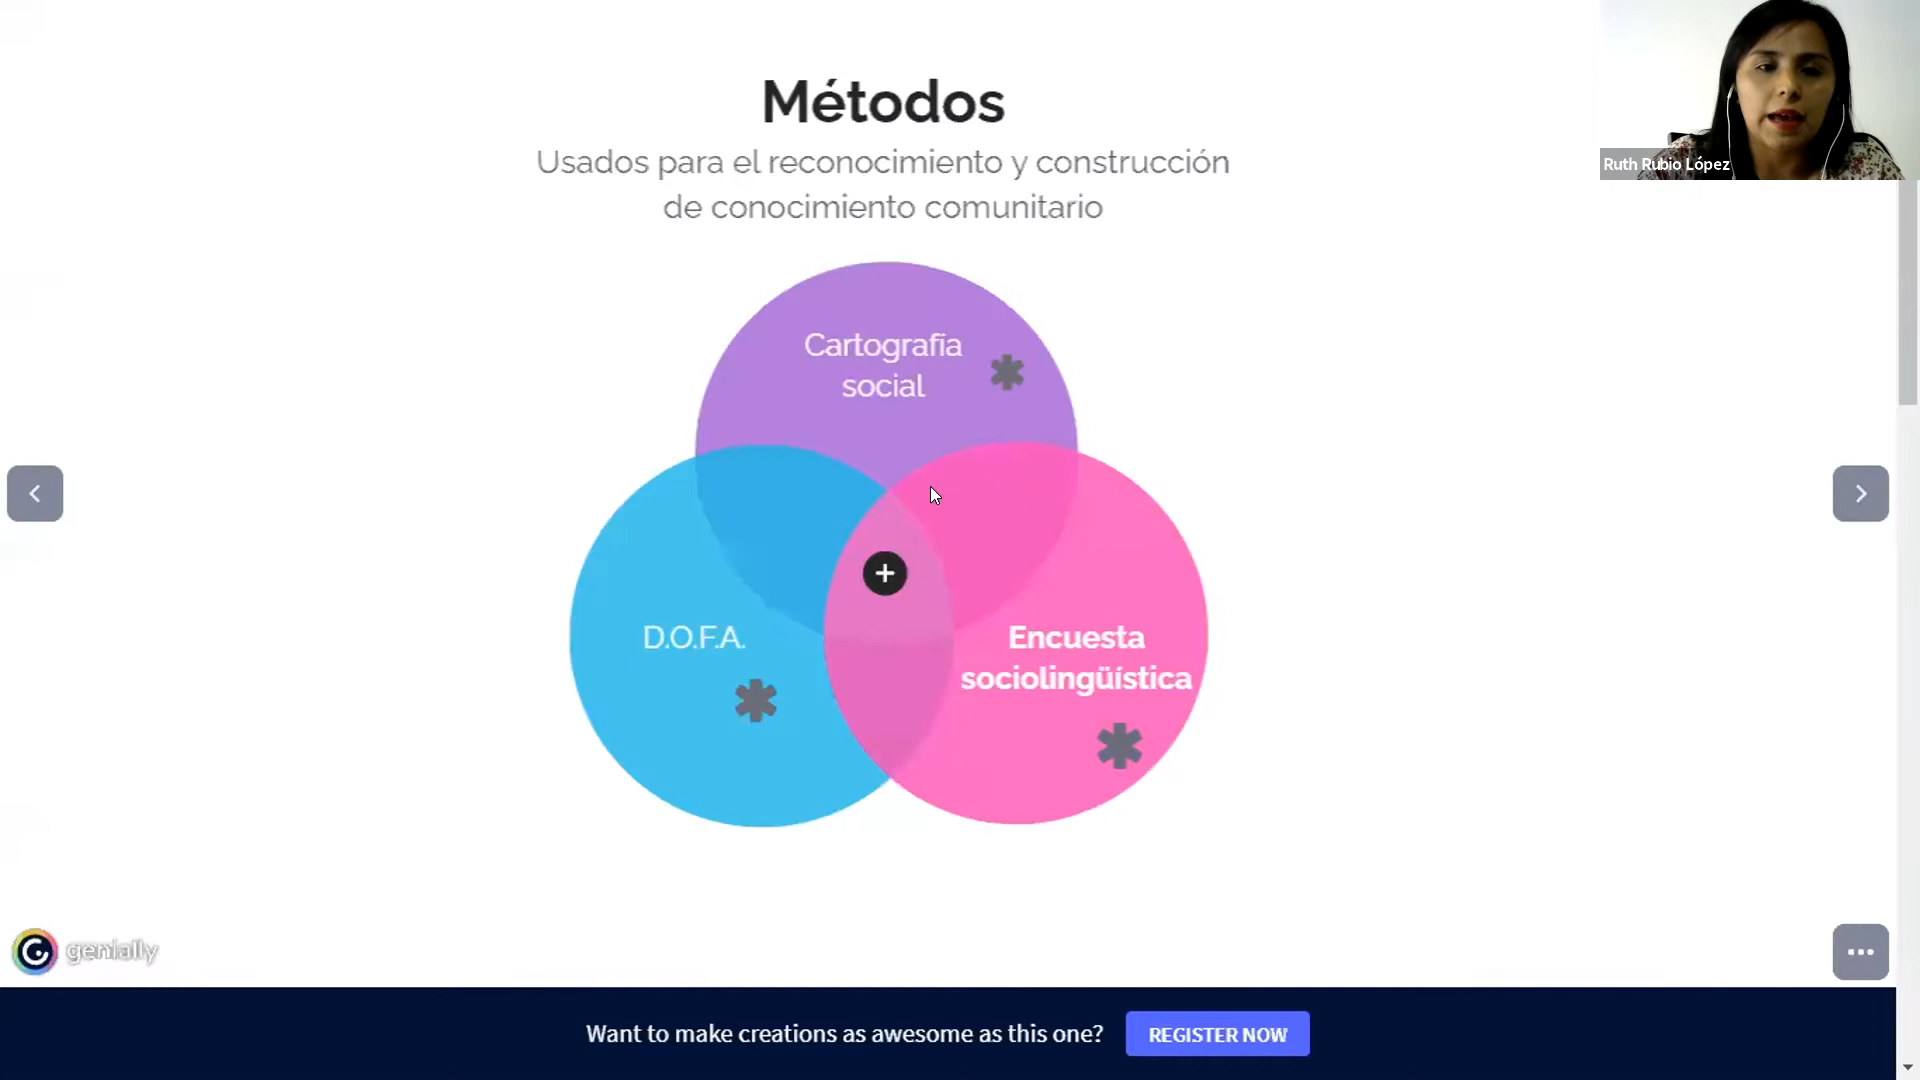 Métodos
Usados para el reconocimiento y construcción
de conocimiento comunitario
Ruth Rubio López
Cartografía
social
D.O.F.A.
Encuesta
sociolingüística
genially
Want to make creations as awesome as this one?
REGISTER NOW